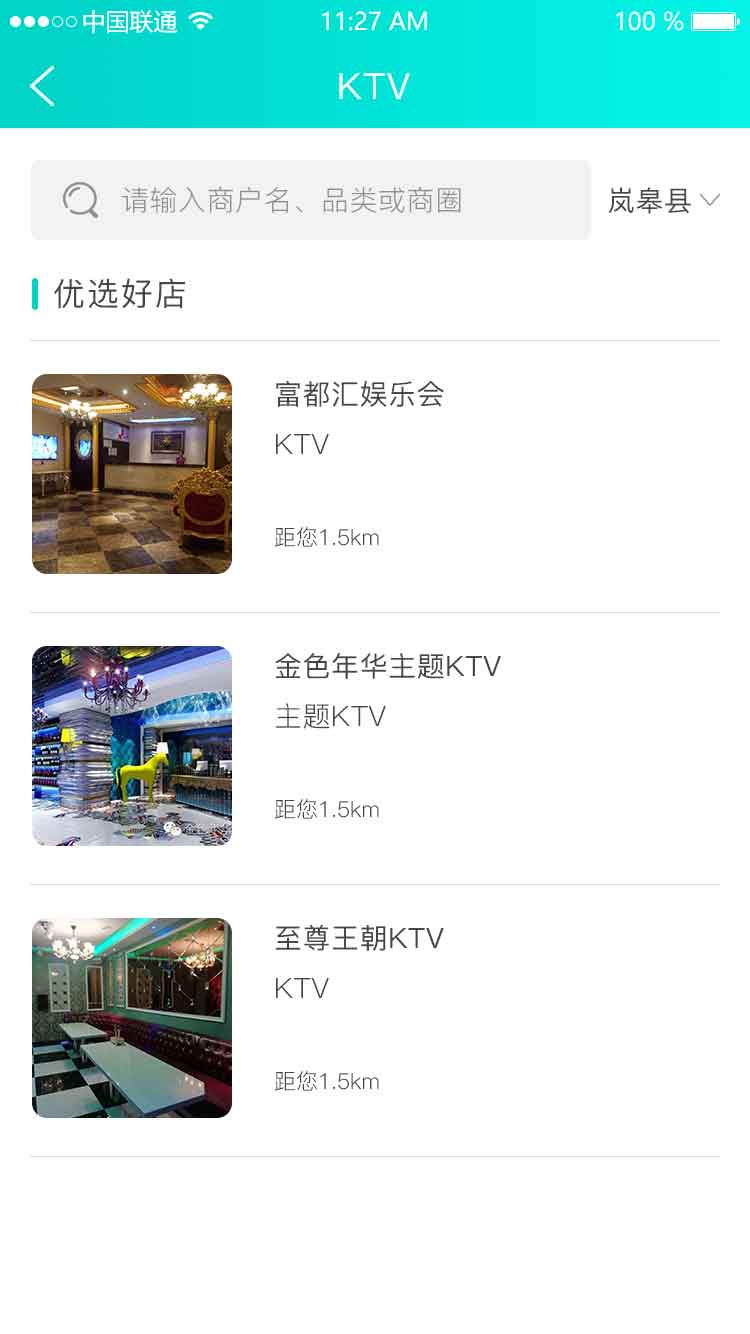 中国联通
11:27 AM
100 %
KTV
请输入商户名、品类或商圈
岚皋县
优选好店
富都汇娱乐会
KTV
距您1.5km
金色年华主题KTV
主题KTV
距您1.5km
至尊王朝KTV
KTV
距您1.5km